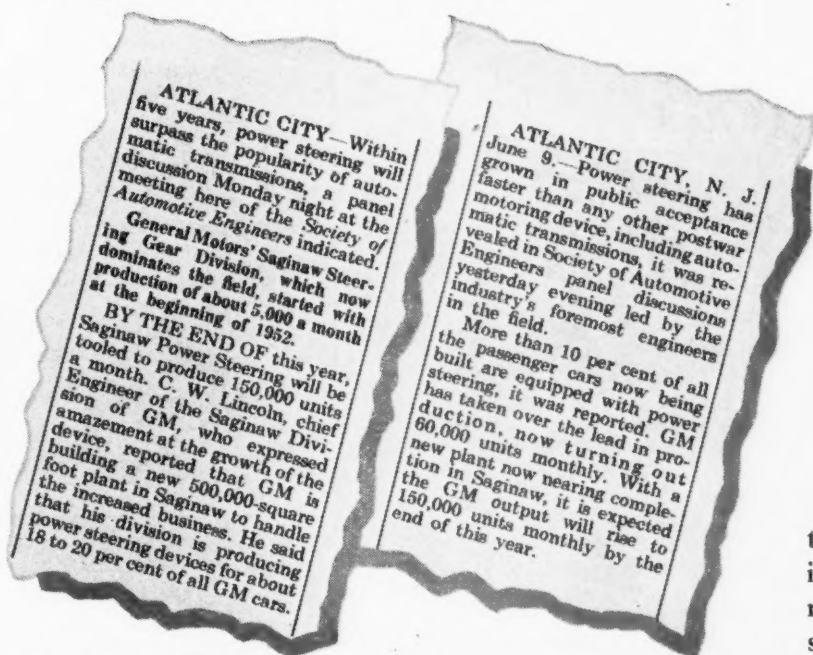 ATLANTIC CITY—Within
five years, power steering will
surpass the popularity of auto-
matic transmissions, a panel
discussion Monday night at the
meeting here of the Society of
Automotive Engineers indicated.
General Motors' Saginaw Steer-
ing Gear Division, which now
dominates the field, started with
production of about 5,000 a month
at the beginning of 1952.
BY THE END OF this year,
Saginaw Power Steering will be
tooled to produce 150,000 units
a month. C. W. Lincoln, chief
Engineer of the Saginaw Divi-
sion of GM, who expressed
amazement at the growth of the
device, reported that GM is
building a new 500,000-square
foot plant in Saginaw to handle
the increased business. He said
that his division is producing
power steering devices for about
18 to 20 per cent of all GM cars.
ATLANTIC CITY, N. J.
June 9.—Power steering has
grown in public acceptance
faster than any other postwar
motoring device, including auto-
matic transmissions, it was re-
vealed in Society of Automotive
Engineers panel discussions
yesterday evening led by the
industry's foremost engineers
in the field.
More than 10 per cent of all
the passenger cars now being
built are equipped with power
steering, it was reported. GM
has taken over the lead in pro-
duction, now turning out
60,000 units monthly. With a
new plant now nearing comple-
tion in Saginaw, it is expected
the GM output will rise to
150,000 units monthly by the
end of this year.